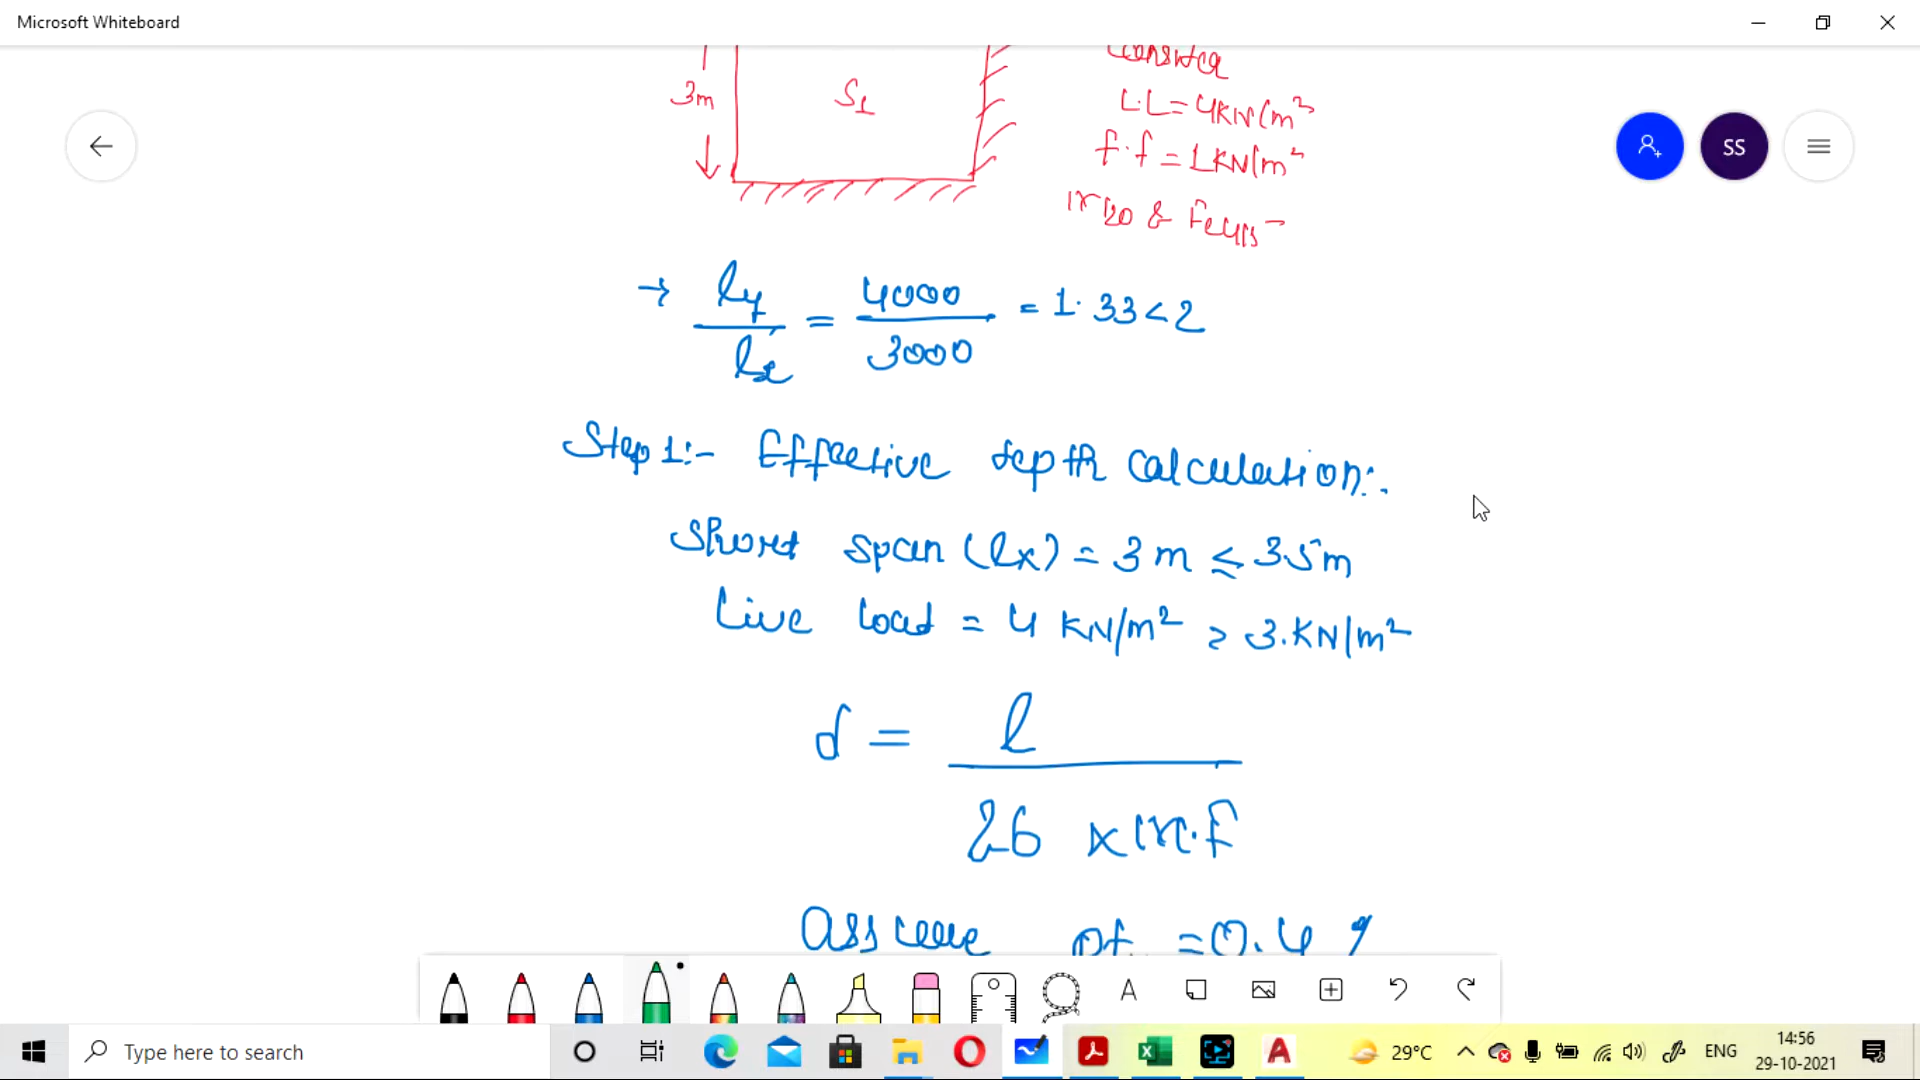 Microsoft Whiteboard
Consider
3m
S1
L.L = 4KN/m²
f.f = 1KN/m²
M20 & Fe415
SS
→ ly/lx = 4000/3000 = 1.33 < 2
Step 1:- Effective depth calculation:-
Short span (lx) = 3 m ≤ 3.5m
Live load = 4 KN/m² > 3.KN/m²
d = l
26 x M.F
Assume pt = 0.4 %
A
Type here to search
29°C
ENG
14:56
29-10-2021